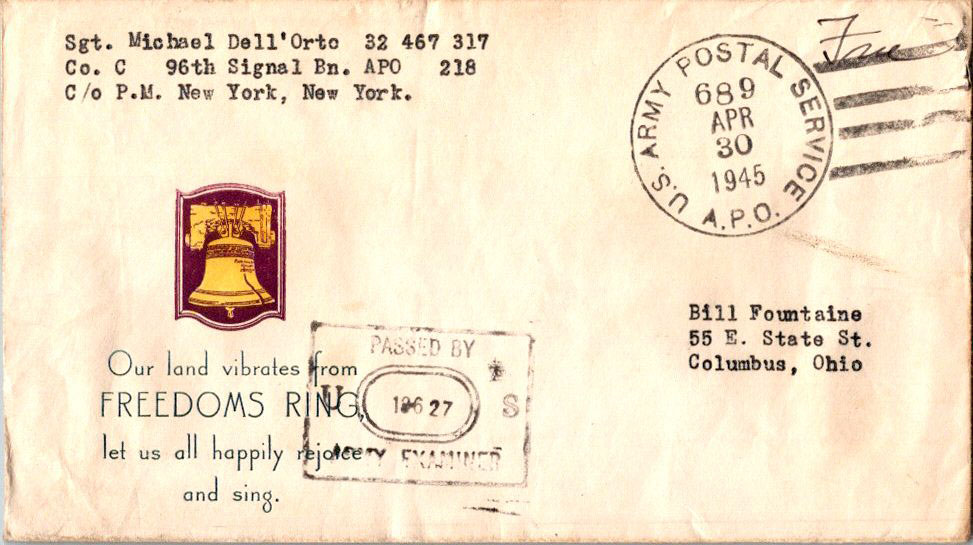 Sgt. Michael Dell'Orto 32 467 317
Co. C 96th Signal Bn. APO 218
C/o P.M. New York, New York.
Free
U.S. ARMY POSTAL SERVICE
689
APR
30
1945
A.P.O.
Bill Fountaine
55 E. State St.
Columbus, Ohio
Our land vibrates from
FREEDOMS RING,
let us all happily rejoice
and sing.
PASSED BY
U S
27
ARMY EXAMINER